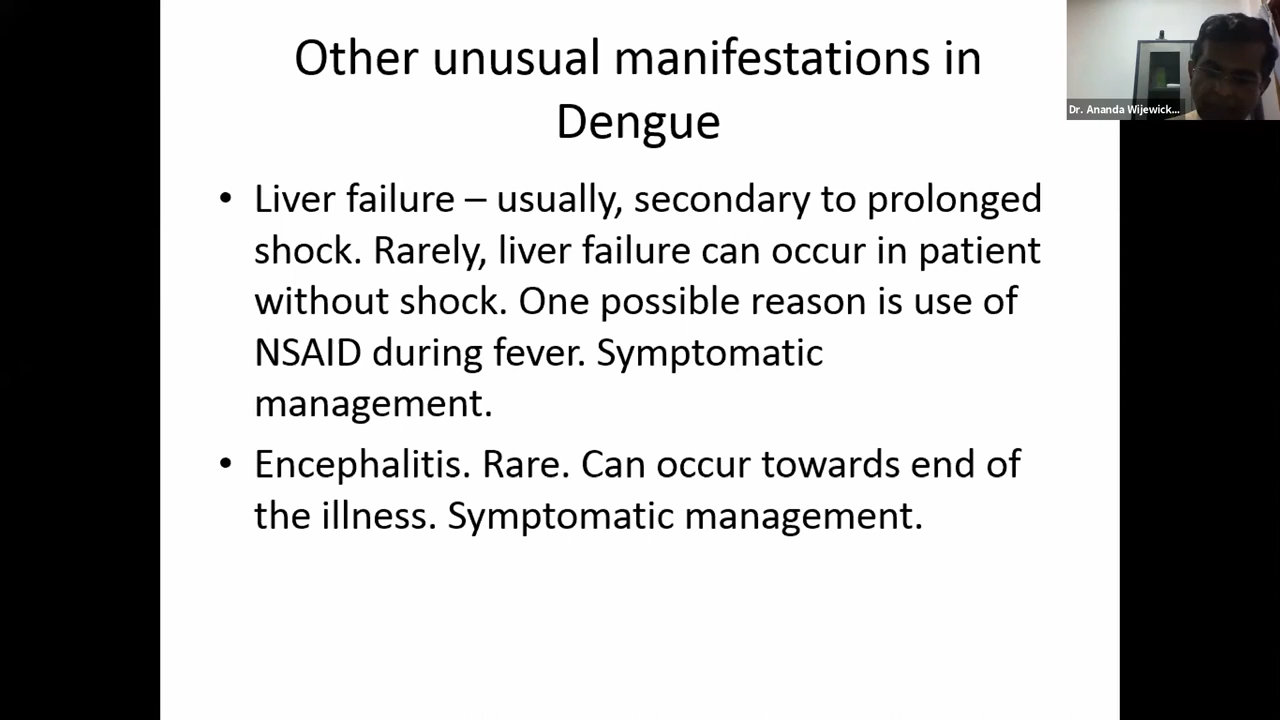 Other unusual manifestations in
Dengue
Dr. Ananda Wijewick...
• Liver failure – usually, secondary to prolonged
shock. Rarely, liver failure can occur in patient
without shock. One possible reason is use of
NSAID during fever. Symptomatic
management.
• Encephalitis. Rare. Can occur towards end of
the illness. Symptomatic management.